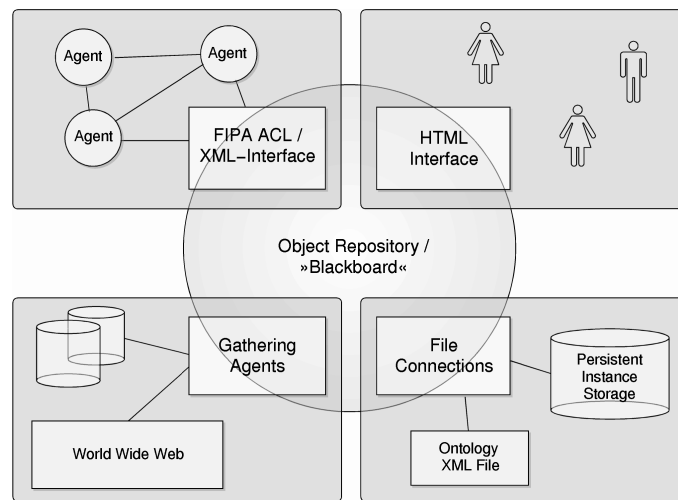 Agent
Agent
Agent
FIPA ACL /
XML−Interface
HTML
Interface
Object Repository /
»Blackboard«
Gathering
Agents
World Wide Web
File
Connections
Persistent
Instance
Storage
Ontology
XML File